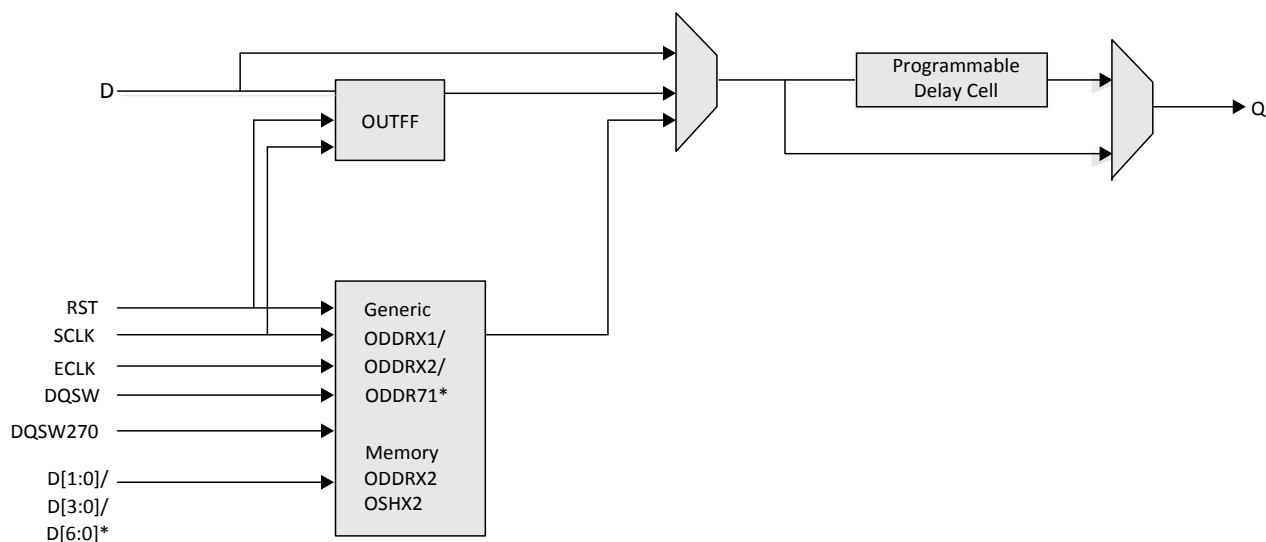 D
OUTFF
Programmable
Delay Cell
Q
RST
SCLK
ECLK
DQSW
DQSW270
D[1:0]/
D[3:0]/
D[6:0]*
Generic
ODDRX1/
ODDRX2/
ODDR71*
Memory
ODDRX2
OSHX2